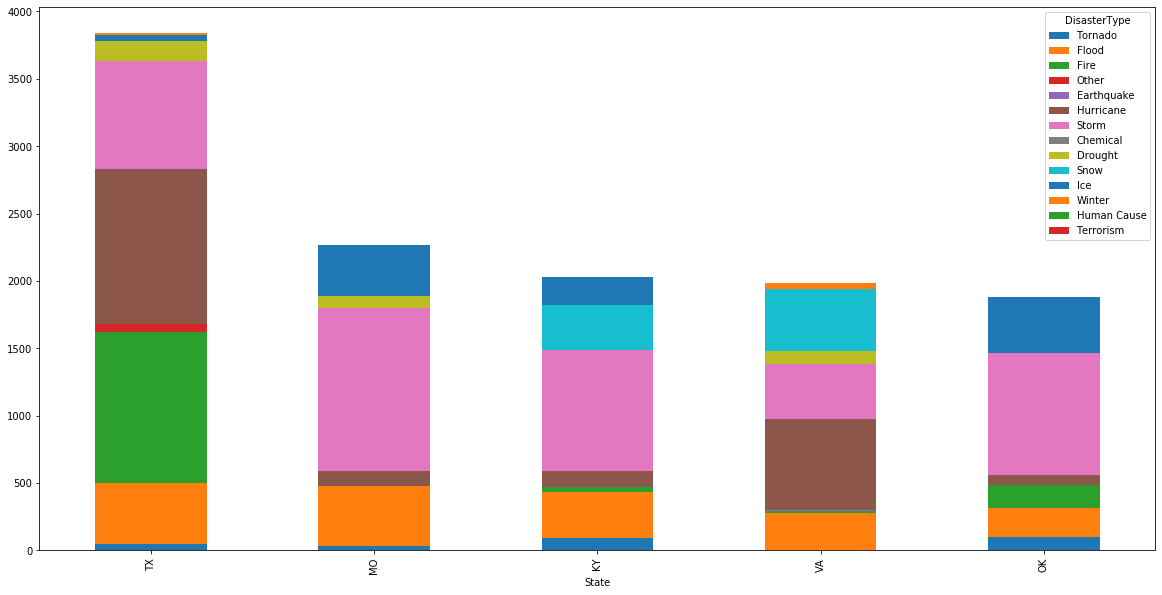 4000
3500
3000
2500
2000
1500
1000
500
0
TX
MO
KY
VA
OK
State
DisasterType
Tornado
Flood
Fire
Other
Earthquake
Hurricane
Storm
Chemical
Drought
Snow
Ice
Winter
Human Cause
Terrorism